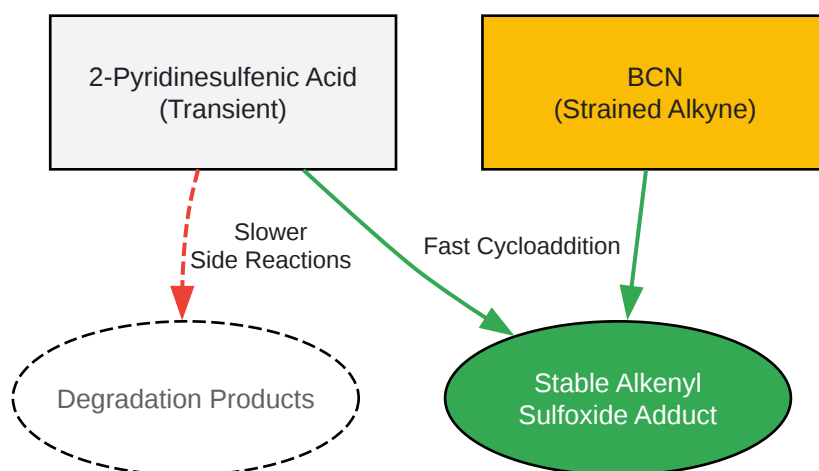 2-Pyridinesulfenic Acid
(Transient)
BCN
(Strained Alkyne)
Slower
Side Reactions
Fast Cycloaddition
Degradation Products
Stable Alkenyl
Sulfoxide Adduct